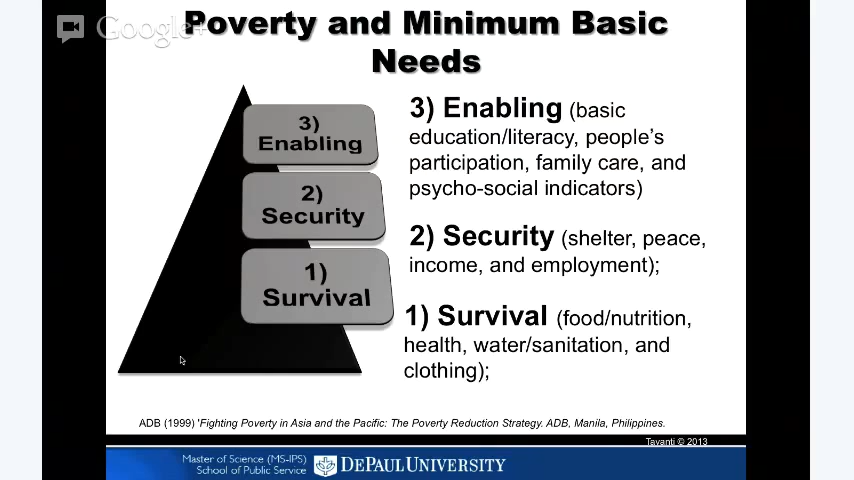 Google+
Poverty and Minimum Basic
Needs
3)
Enabling
2)
Security
1)
Survival
3) Enabling (basic
education/literacy, people's
participation, family care, and
psycho-social indicators)
2) Security (shelter, peace,
income, and employment);
1) Survival (food/nutrition,
health, water/sanitation, and
clothing);
ADB (1999) 'Fighting Poverty in Asia and the Pacific: The Poverty Reduction Strategy. ADB, Manila, Philippines.
Tavanti © 2013
Master of Science (MS-IPS)
School of Public Service
DEPAUL UNIVERSITY